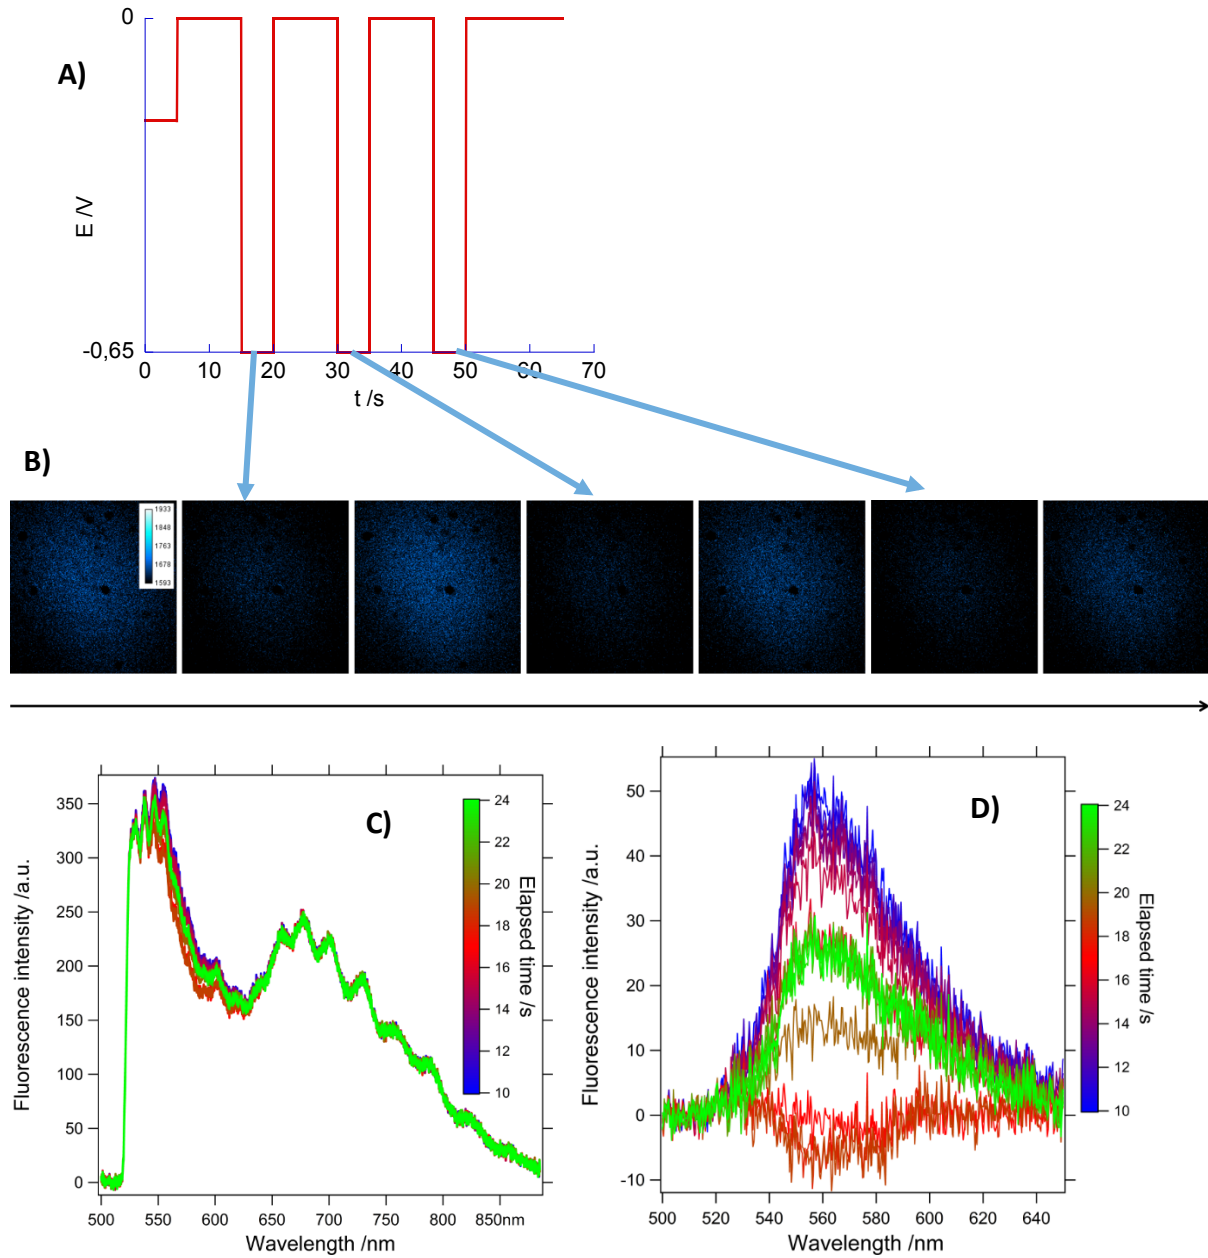 A)
0
E /V
-0,65
0 10 20 30 40 50 60 70
t /s
B)
1933
1848
1763
1678
1593
C)
Fluorescence intensity /a.u.
350
300
250
200
150
100
50
0
500 550 600 650 700 750 800 850nm
Wavelength /nm
24
22
20
18
16
14
12
10
Elapsed time /s
D)
Fluorescence intensity /a.u.
50
40
30
20
10
0
-10
500 520 540 560 580 600 620 640
Wavelength /nm
24
22
20
18
16
14
12
10
Elapsed time /s